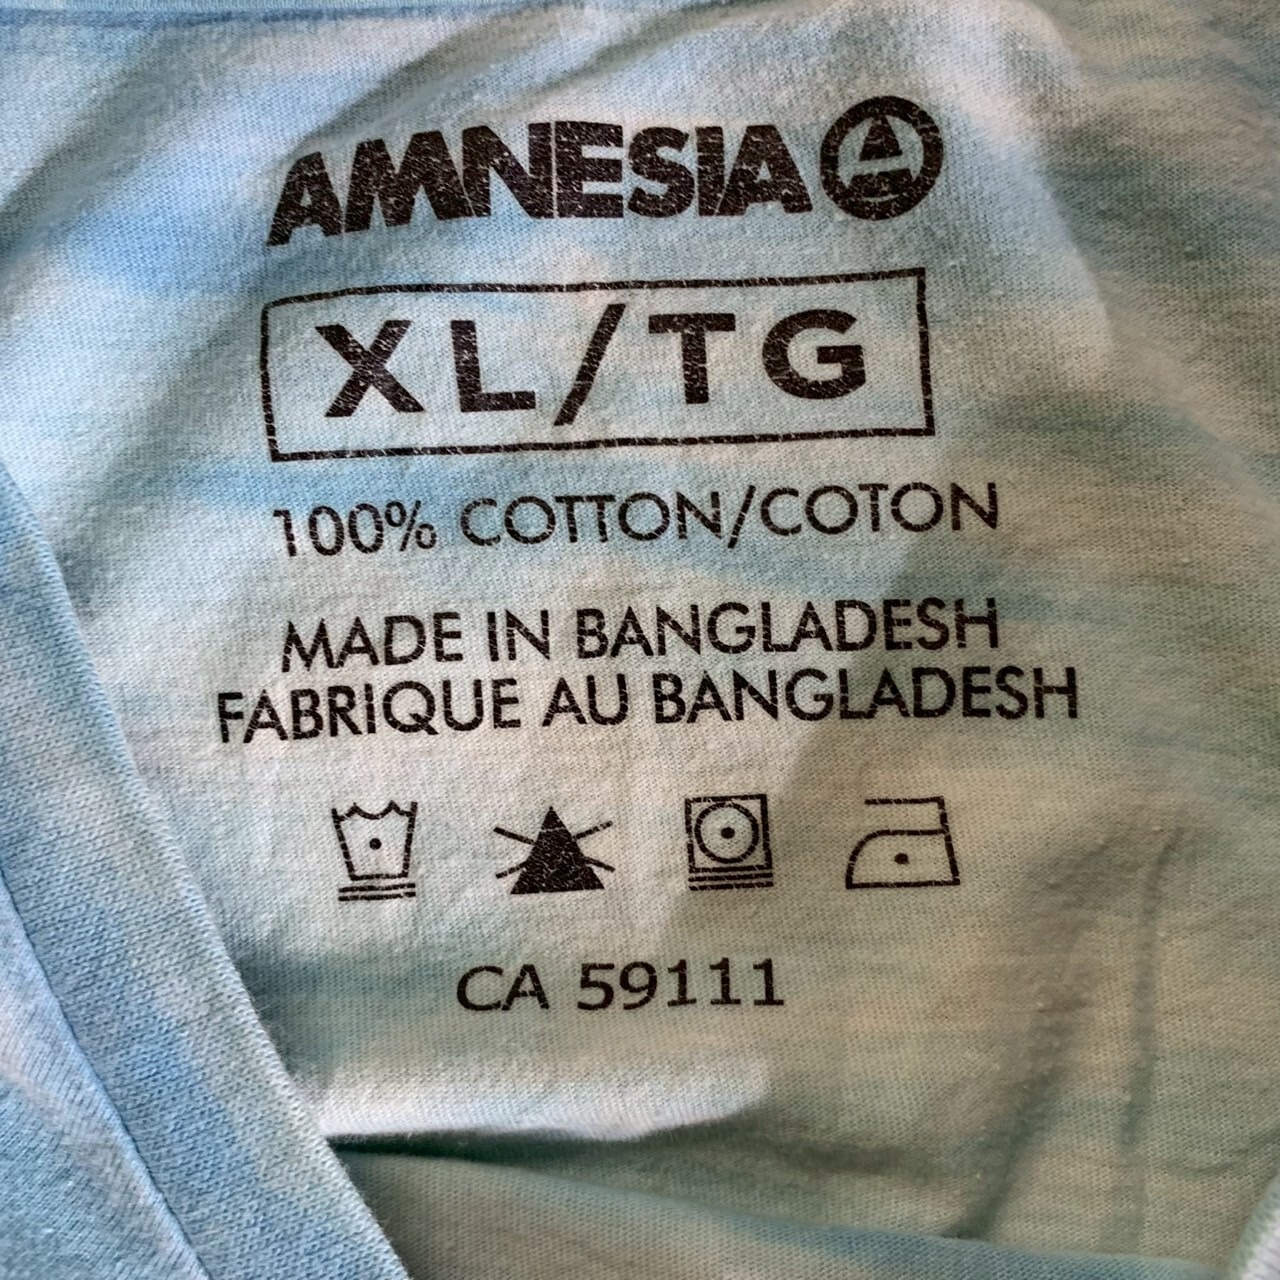 AMNESIA
XL/TG
100% COTTON/COTON
MADE IN BANGLADESH
FABRIQUE AU BANGLADESH
CA 59111